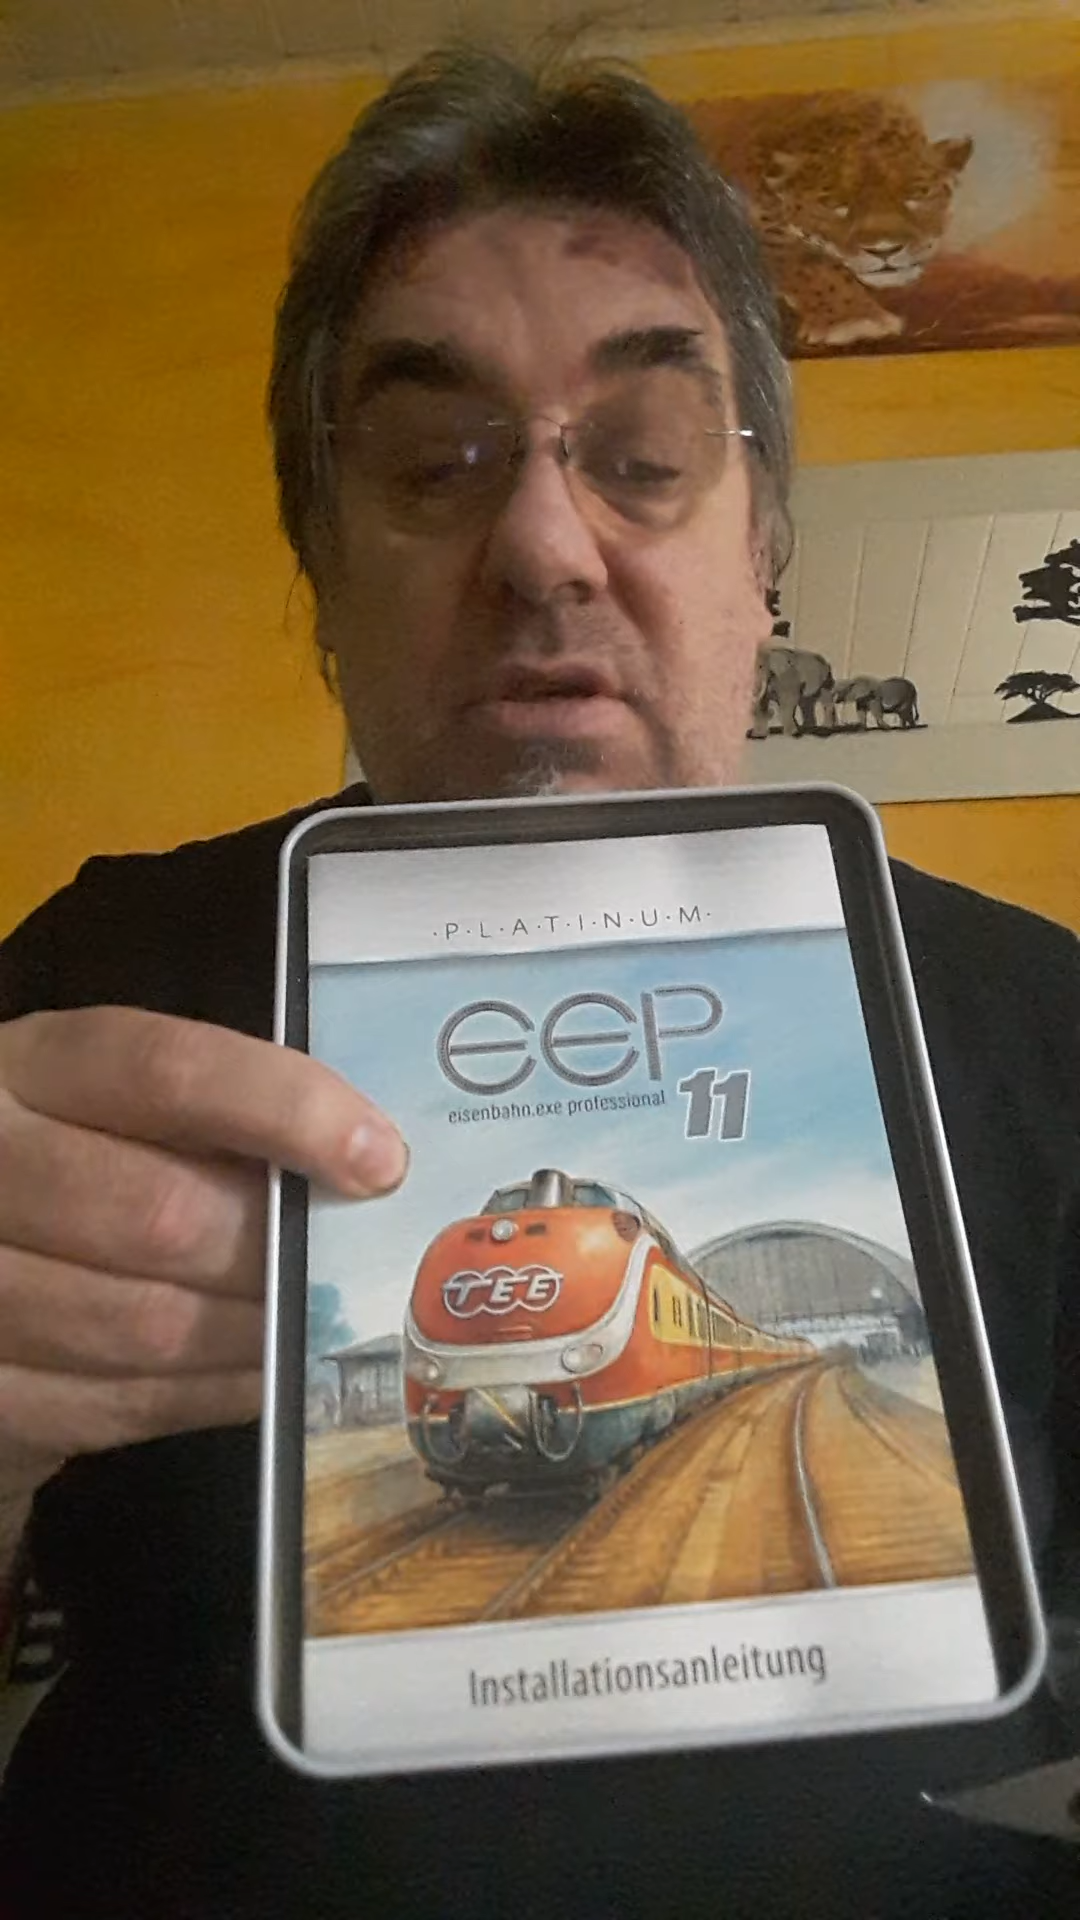 ·P·L·A·T·I·N·U·M·
EEP
eisenbahn.exe professional 11
TEE
Installationsanleitung